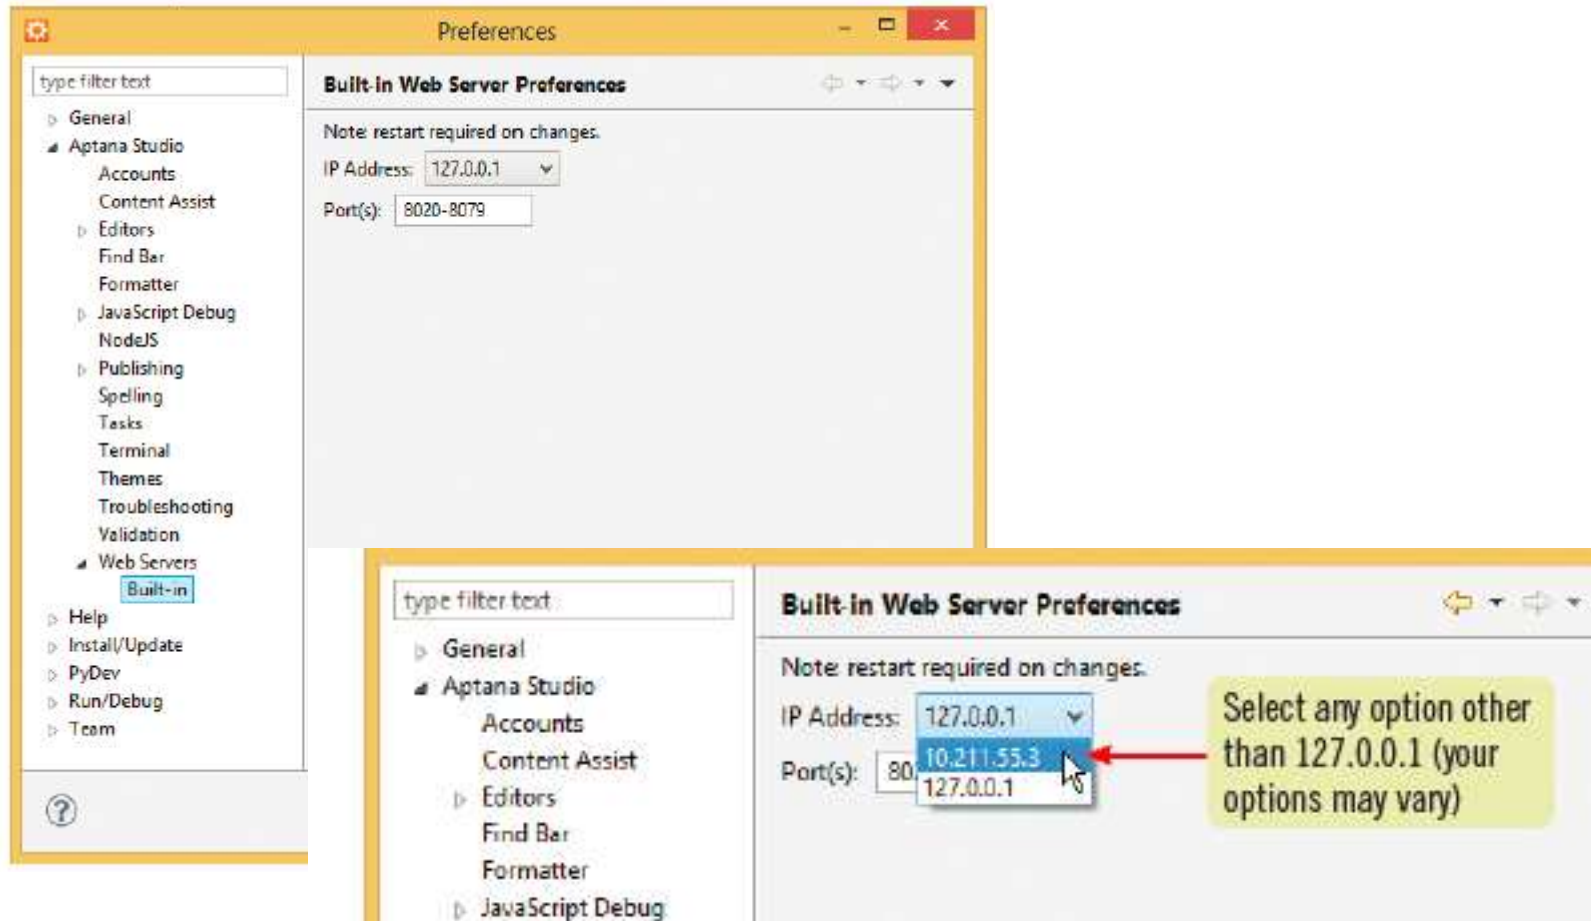 Preferences
type filter text
General
Aptana Studio
Accounts
Content Assist
Editors
Find Bar
Formatter
JavaScript Debug
NodeJS
Publishing
Spelling
Tasks
Terminal
Themes
Troubleshooting
Validation
Web Servers
Built-in
Help
Install/Update
PyDev
Run/Debug
Team
Built-in Web Server Preferences
Note: restart required on changes.
IP Address: 127.0.0.1
Port(s): 8020-8079
type filter text
General
Aptana Studio
Accounts
Content Assist
Editors
Find Bar
Formatter
JavaScript Debug
Built-in Web Server Preferences
Note: restart required on changes.
IP Address: 127.0.0.1
10.211.55.3
Port(s): 80
127.0.0.1
Select any option other
than 127.0.0.1 (your
options may vary)